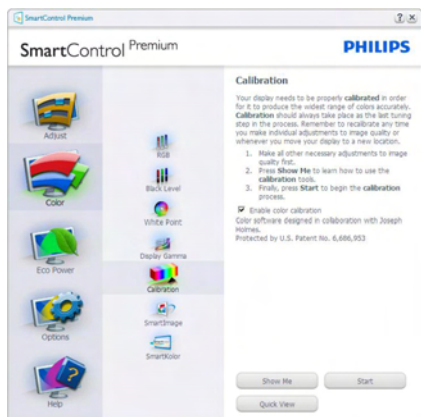 SmartControl Premium
SmartControl Premium
PHILIPS
Adjust
Color
Eco Power
Options
Help
RGB
Black Level
White Point
Display Gamma
Calibration
SmartImage
SmartKolor
Calibration
Your display needs to be properly calibrated in order
for it to produce the widest range of colors accurately.
Calibration should always take place as the last tuning
step in the process. Remember to recalibrate any time
you make individual adjustments to image quality or
whenever you move your display to a new location.
1. Make all other necessary adjustments to image
quality first.
2. Press Show Me to learn how to use the
calibration tools.
3. Finally, press Start to begin the calibration
process.
Enable color calibration
Color software designed in collaboration with Joseph
Holmes.
Protected by U.S. Patent No. 6,686,953
Show Me
Start
Quick View